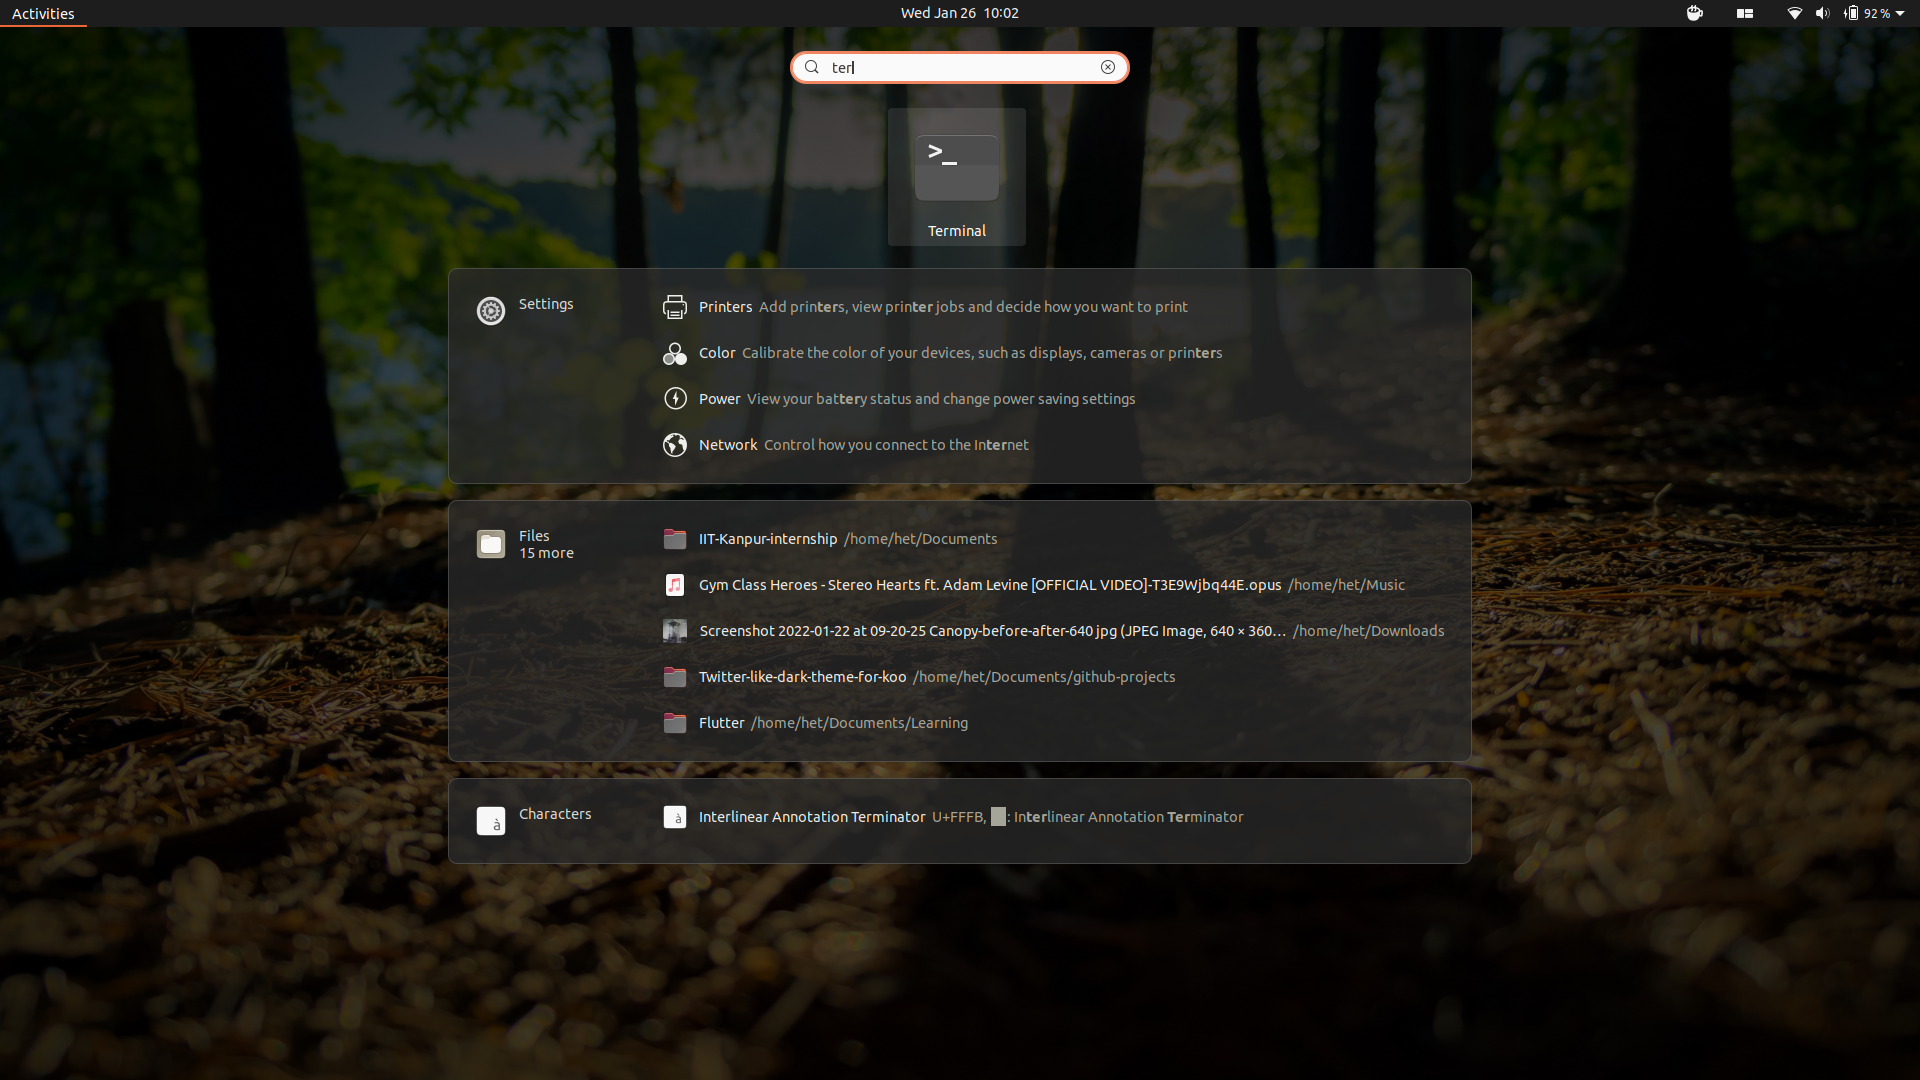 Activities
Wed Jan 26 10:02
92 %
ter
>_
Terminal
Settings
Printers Add printers, view printer jobs and decide how you want to print
Color Calibrate the color of your devices, such as displays, cameras or printers
Power View your battery status and change power saving settings
Network Control how you connect to the Internet
Files
15 more
IIT-Kanpur-internship /home/het/Documents
Gym Class Heroes - Stereo Hearts ft. Adam Levine [OFFICIAL VIDEO]-T3E9Wjbq44E.opus /home/het/Music
Screenshot 2022-01-22 at 09-20-25 Canopy-before-after-640 jpg (JPEG Image, 640 × 360… /home/het/Downloads
Twitter-like-dark-theme-for-koo /home/het/Documents/github-projects
Flutter /home/het/Documents/Learning
à
Characters
à
Interlinear Annotation Terminator U+FFFB, : Interlinear Annotation Terminator